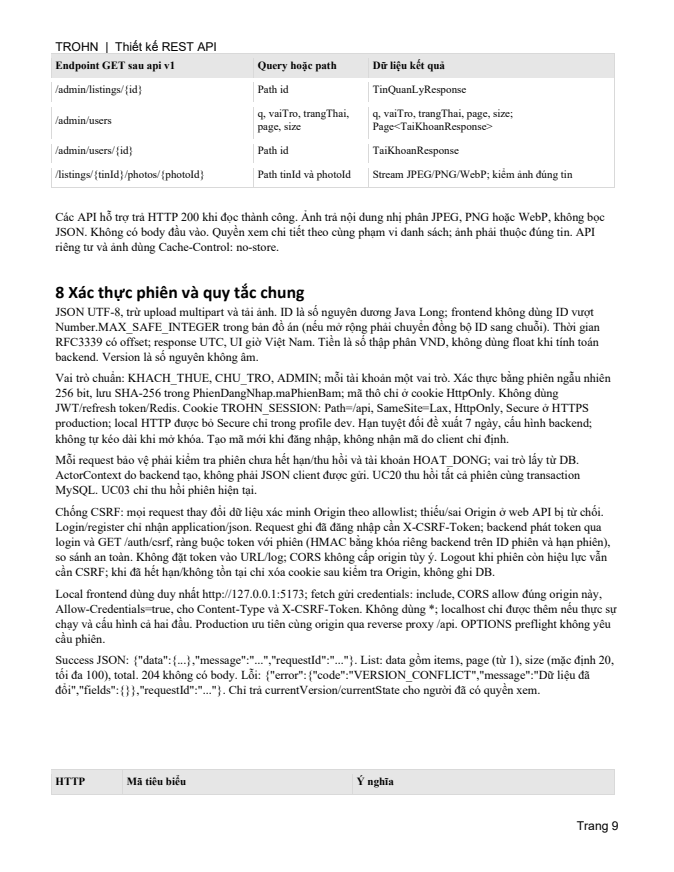 TROHN | Thiết kế REST API
Endpoint GET sau api v1 Query hoặc path Dữ liệu kết quả
/admin/listings/{id} Path id TinQuanLyResponse
/admin/users q, vaiTro, trangThai, page, size q, vaiTro, trangThai, page, size; Page<TaiKhoanResponse>
/admin/users/{id} Path id TaiKhoanResponse
/listings/{tinId}/photos/{photoId} Path tinId và photoId Stream JPEG/PNG/WebP; kiểm ảnh đúng tin
Các API hỗ trợ trả HTTP 200 khi đọc thành công. Ảnh trả nội dung nhị phân JPEG, PNG hoặc WebP, không bọc
JSON. Không có body đầu vào. Quyền xem chi tiết theo cùng phạm vi danh sách; ảnh phải thuộc đúng tin. API
riêng tư và ảnh dùng Cache-Control: no-store.
8 Xác thực phiên và quy tắc chung
JSON UTF-8, trừ upload multipart và tải ảnh. ID là số nguyên dương Java Long; frontend không dùng ID vượt
Number.MAX_SAFE_INTEGER trong bản đồ án (nếu mở rộng phải chuyển đồng bộ ID sang chuỗi). Thời gian
RFC3339 có offset; response UTC, UI giờ Việt Nam. Tiền là số thập phân VND, không dùng float khi tính toán
backend. Version là số nguyên không âm.
Vai trò chuẩn: KHACH_THUE, CHU_TRO, ADMIN; mỗi tài khoản một vai trò. Xác thực bằng phiên ngẫu nhiên
256 bit, lưu SHA-256 trong PhienDangNhap.maPhienBam; mã thô chỉ ở cookie HttpOnly. Không dùng
JWT/refresh token/Redis. Cookie TROHN_SESSION: Path=/api, SameSite=Lax, HttpOnly, Secure ở HTTPS
production; local HTTP được bỏ Secure chỉ trong profile dev. Hạn tuyệt đối đề xuất 7 ngày, cấu hình backend;
không tự kéo dài khi mở khóa. Tạo mã mới khi đăng nhập, không nhận mã do client chỉ định.
Mỗi request bảo vệ phải kiểm tra phiên chưa hết hạn/thu hồi và tài khoản HOAT_DONG; vai trò lấy từ DB.
ActorContext do backend tạo, không phải JSON client được gửi. UC20 thu hồi tất cả phiên cùng transaction
MySQL. UC03 chỉ thu hồi phiên hiện tại.
Chống CSRF: mọi request thay đổi dữ liệu xác minh Origin theo allowlist; thiếu/sai Origin ở web API bị từ chối.
Login/register chỉ nhận application/json. Request ghi đã đăng nhập cần X-CSRF-Token; backend phát token qua
login và GET /auth/csrf, ràng buộc token với phiên (HMAC bằng khóa riêng backend trên ID phiên và hạn phiên),
so sánh an toàn. Không đặt token vào URL/log; CORS không cấp origin tùy ý. Logout khi phiên còn hiệu lực vẫn
cần CSRF; khi đã hết hạn/không tồn tại chỉ xóa cookie sau kiểm tra Origin, không ghi DB.
Local frontend dùng duy nhất http://127.0.0.1:5173; fetch gửi credentials: include, CORS allow đúng origin này,
Allow-Credentials=true, cho Content-Type và X-CSRF-Token. Không dùng *; localhost chỉ được thêm nếu thực sự
chạy và cấu hình cả hai đầu. Production ưu tiên cùng origin qua reverse proxy /api. OPTIONS preflight không yêu
cầu phiên.
Success JSON: {"data":{...},"message":"...","requestId":"..."}. List: data gồm items, page (từ 1), size (mặc định 20,
tối đa 100), total. 204 không có body. Lỗi: {"error":{"code":"VERSION_CONFLICT","message":"Dữ liệu đã
đổi","fields":{}},"requestId":"..."}. Chỉ trả currentVersion/currentState cho người đã có quyền xem.
HTTP Mã tiêu biểu Ý nghĩa
Trang 9